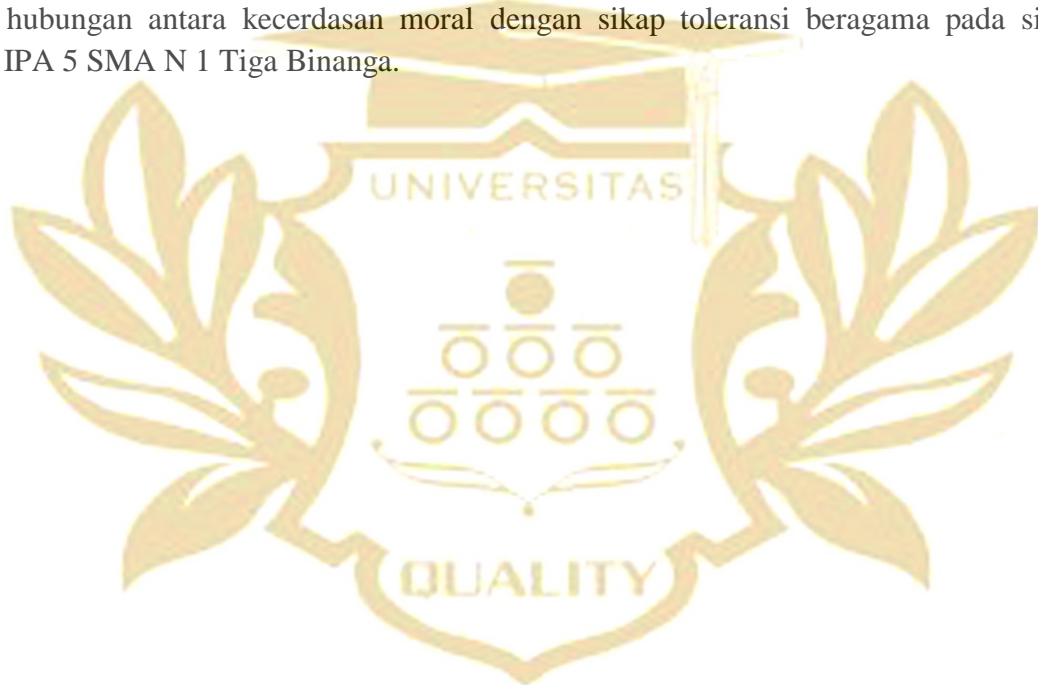 hubungan antara kecerdasan moral dengan sikap toleransi beragama pada si
IPA 5 SMA N 1 Tiga Binanga.
UNIVERSITAS
QUALITY